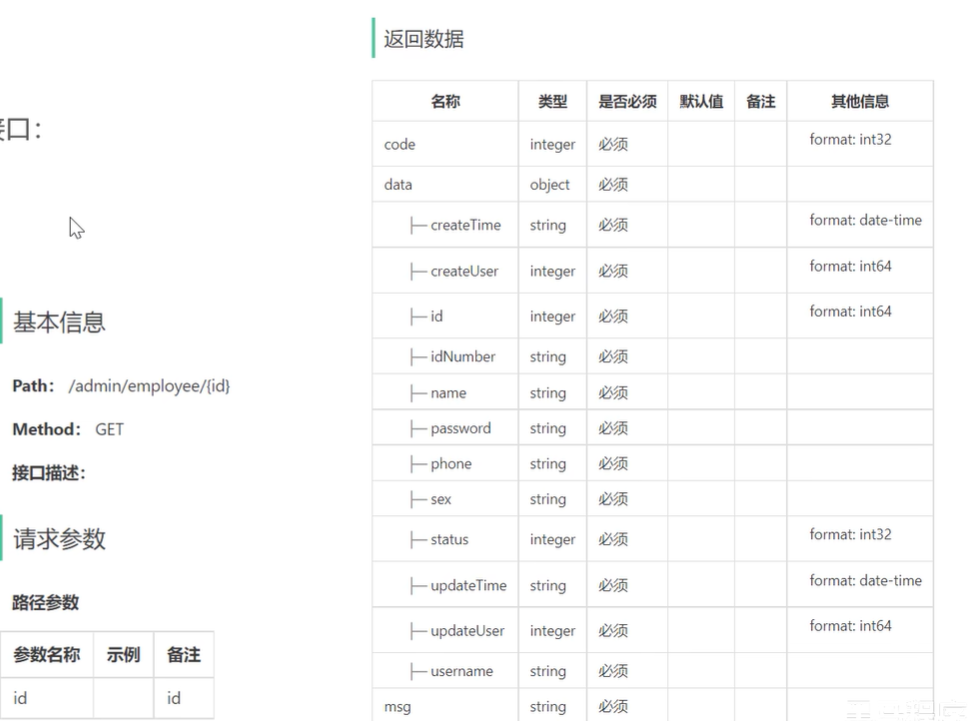 口：
基本信息
Path： /admin/employee/{id}
Method： GET
接口描述：
请求参数
路径参数
参数名称 示例 备注
id id
返回数据
名称 类型 是否必须 默认值 备注 其他信息
code integer 必须 format: int32
data object 必须
├─ createTime string 必须 format: date-time
├─ createUser integer 必须 format: int64
├─ id integer 必须 format: int64
├─ idNumber string 必须
├─ name string 必须
├─ password string 必须
├─ phone string 必须
├─ sex string 必须
├─ status integer 必须 format: int32
├─ updateTime string 必须 format: date-time
├─ updateUser integer 必须 format: int64
├─ username string 必须
msg string 必须